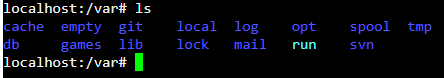 localhost:/var# ls
cache empty git local log opt spool tmp
db games lib lock mail run svn
localhost:/var#